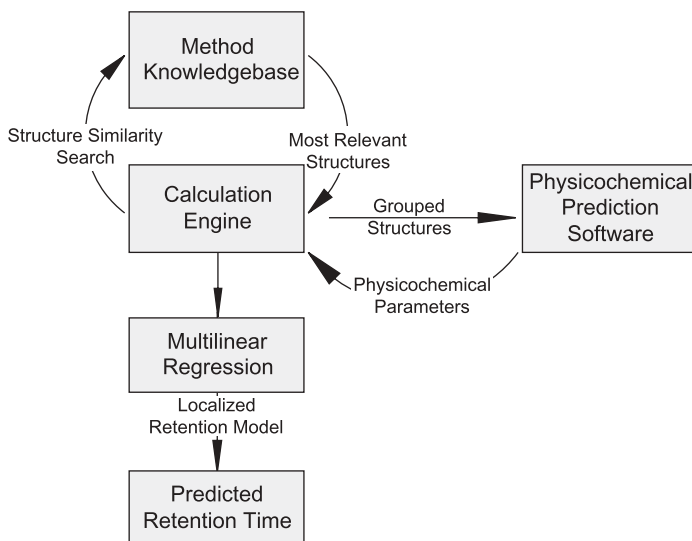 Method
Knowledgebase
Structure Similarity
Search
Most Relevant
Structures
Calculation
Engine
Grouped
Structures
Physicochemical
Prediction
Software
Physicochemical
Parameters
Multilinear
Regression
Localized
Retention Model
Predicted
Retention Time